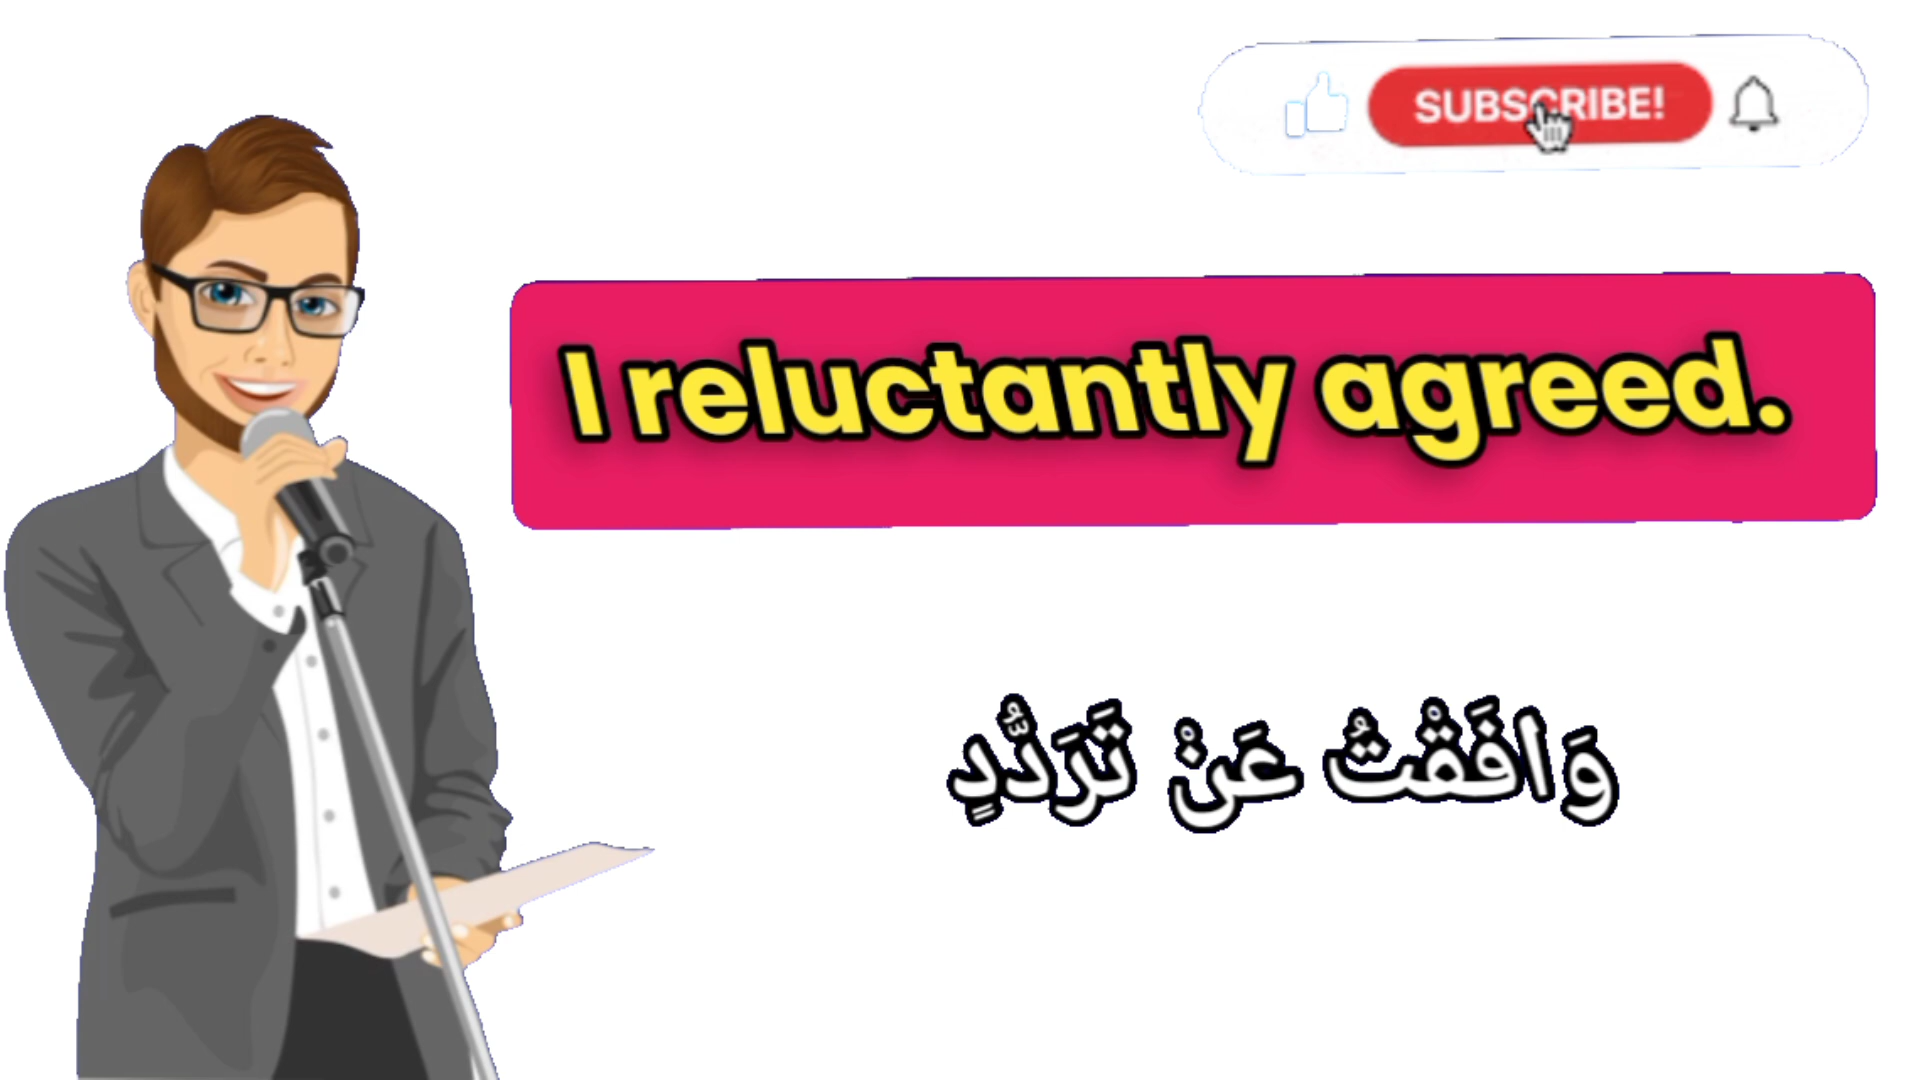 SUBSCRIBE!
I reluctantly agreed.
وَافَقْتُ عَنْ تَرَدُّدٍ